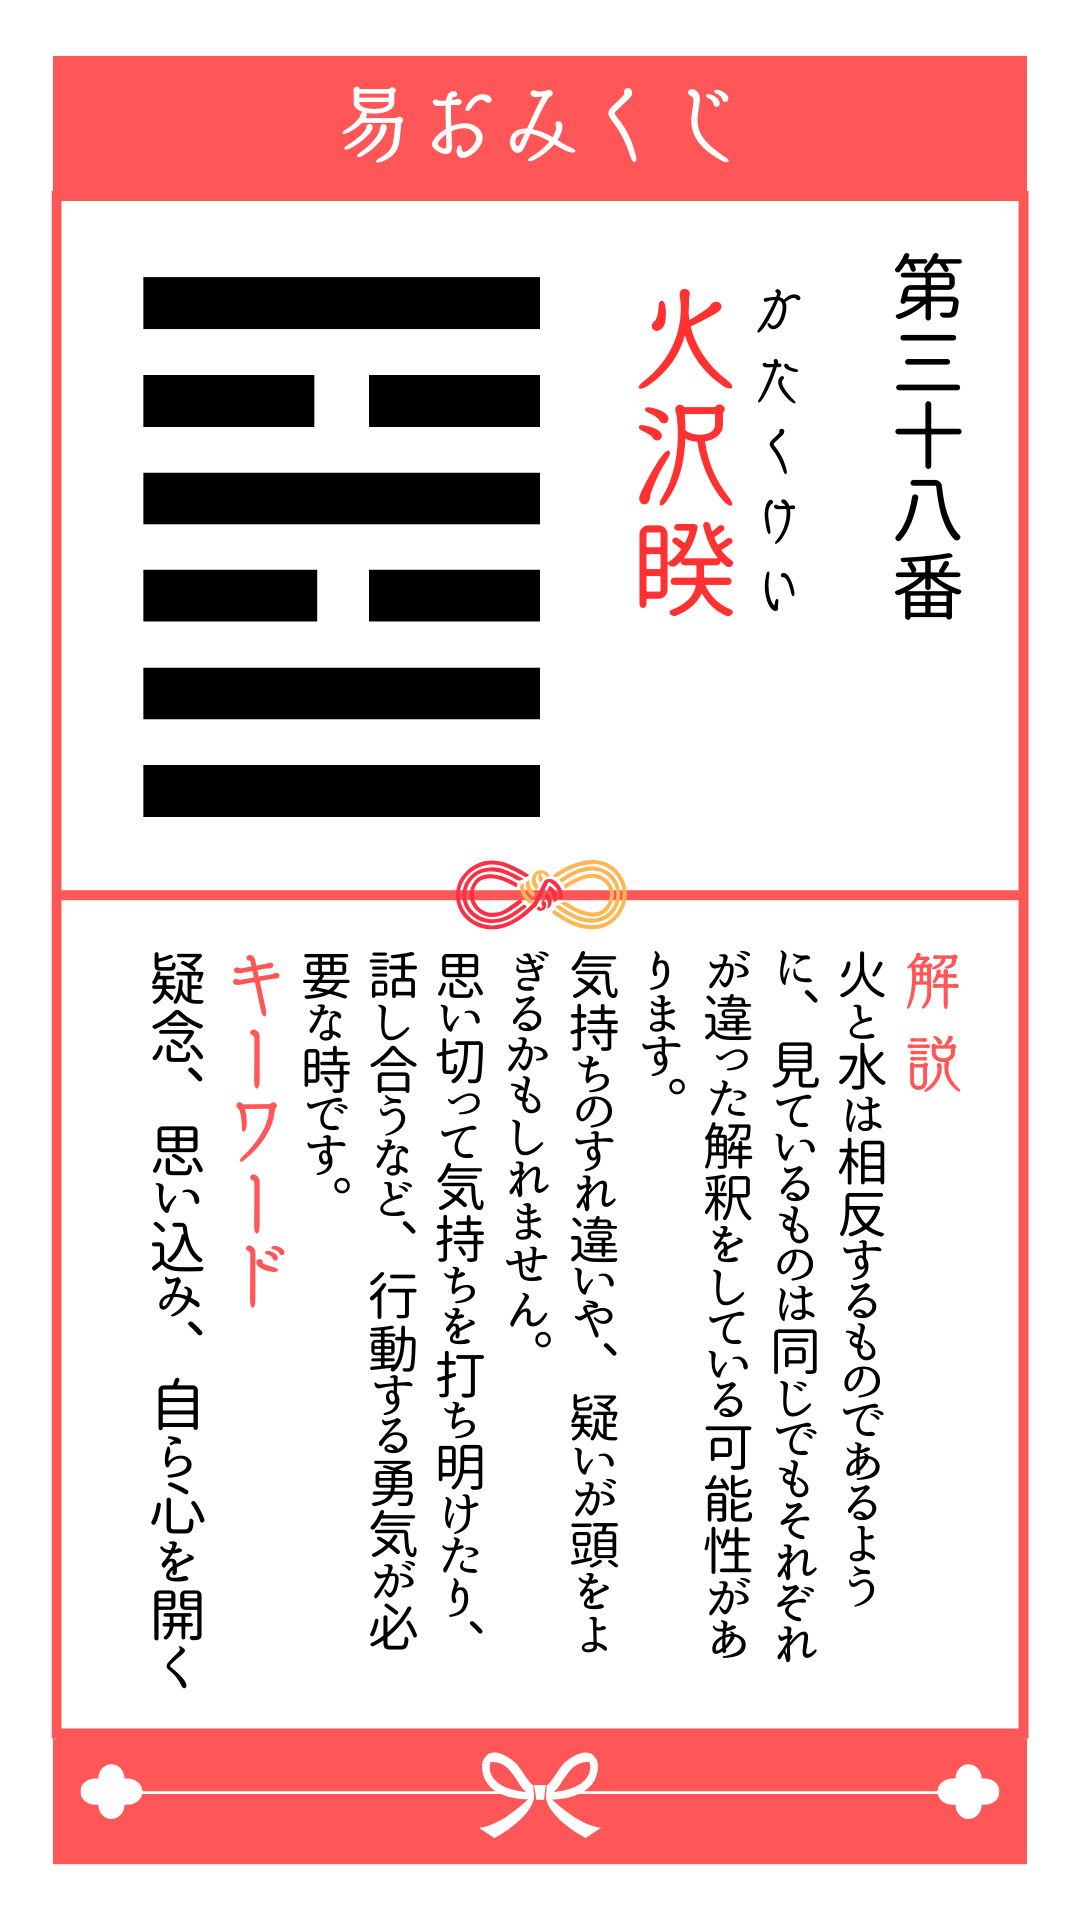 易おみくじ
第三十八番
かたくけい
火沢睽
解説
火と水は相反するものであるよう
に、見ているものは同じでもそれぞれ
が違った解釈をしている可能性があ
ります。
気持ちのすれ違いや、疑いが頭をよ
ぎるかもしれません。
思い切って気持ちを打ち明けたり、
話し合うなど、行動する勇気が必
要な時です。
キーワード
疑念、思い込み、自ら心を開く